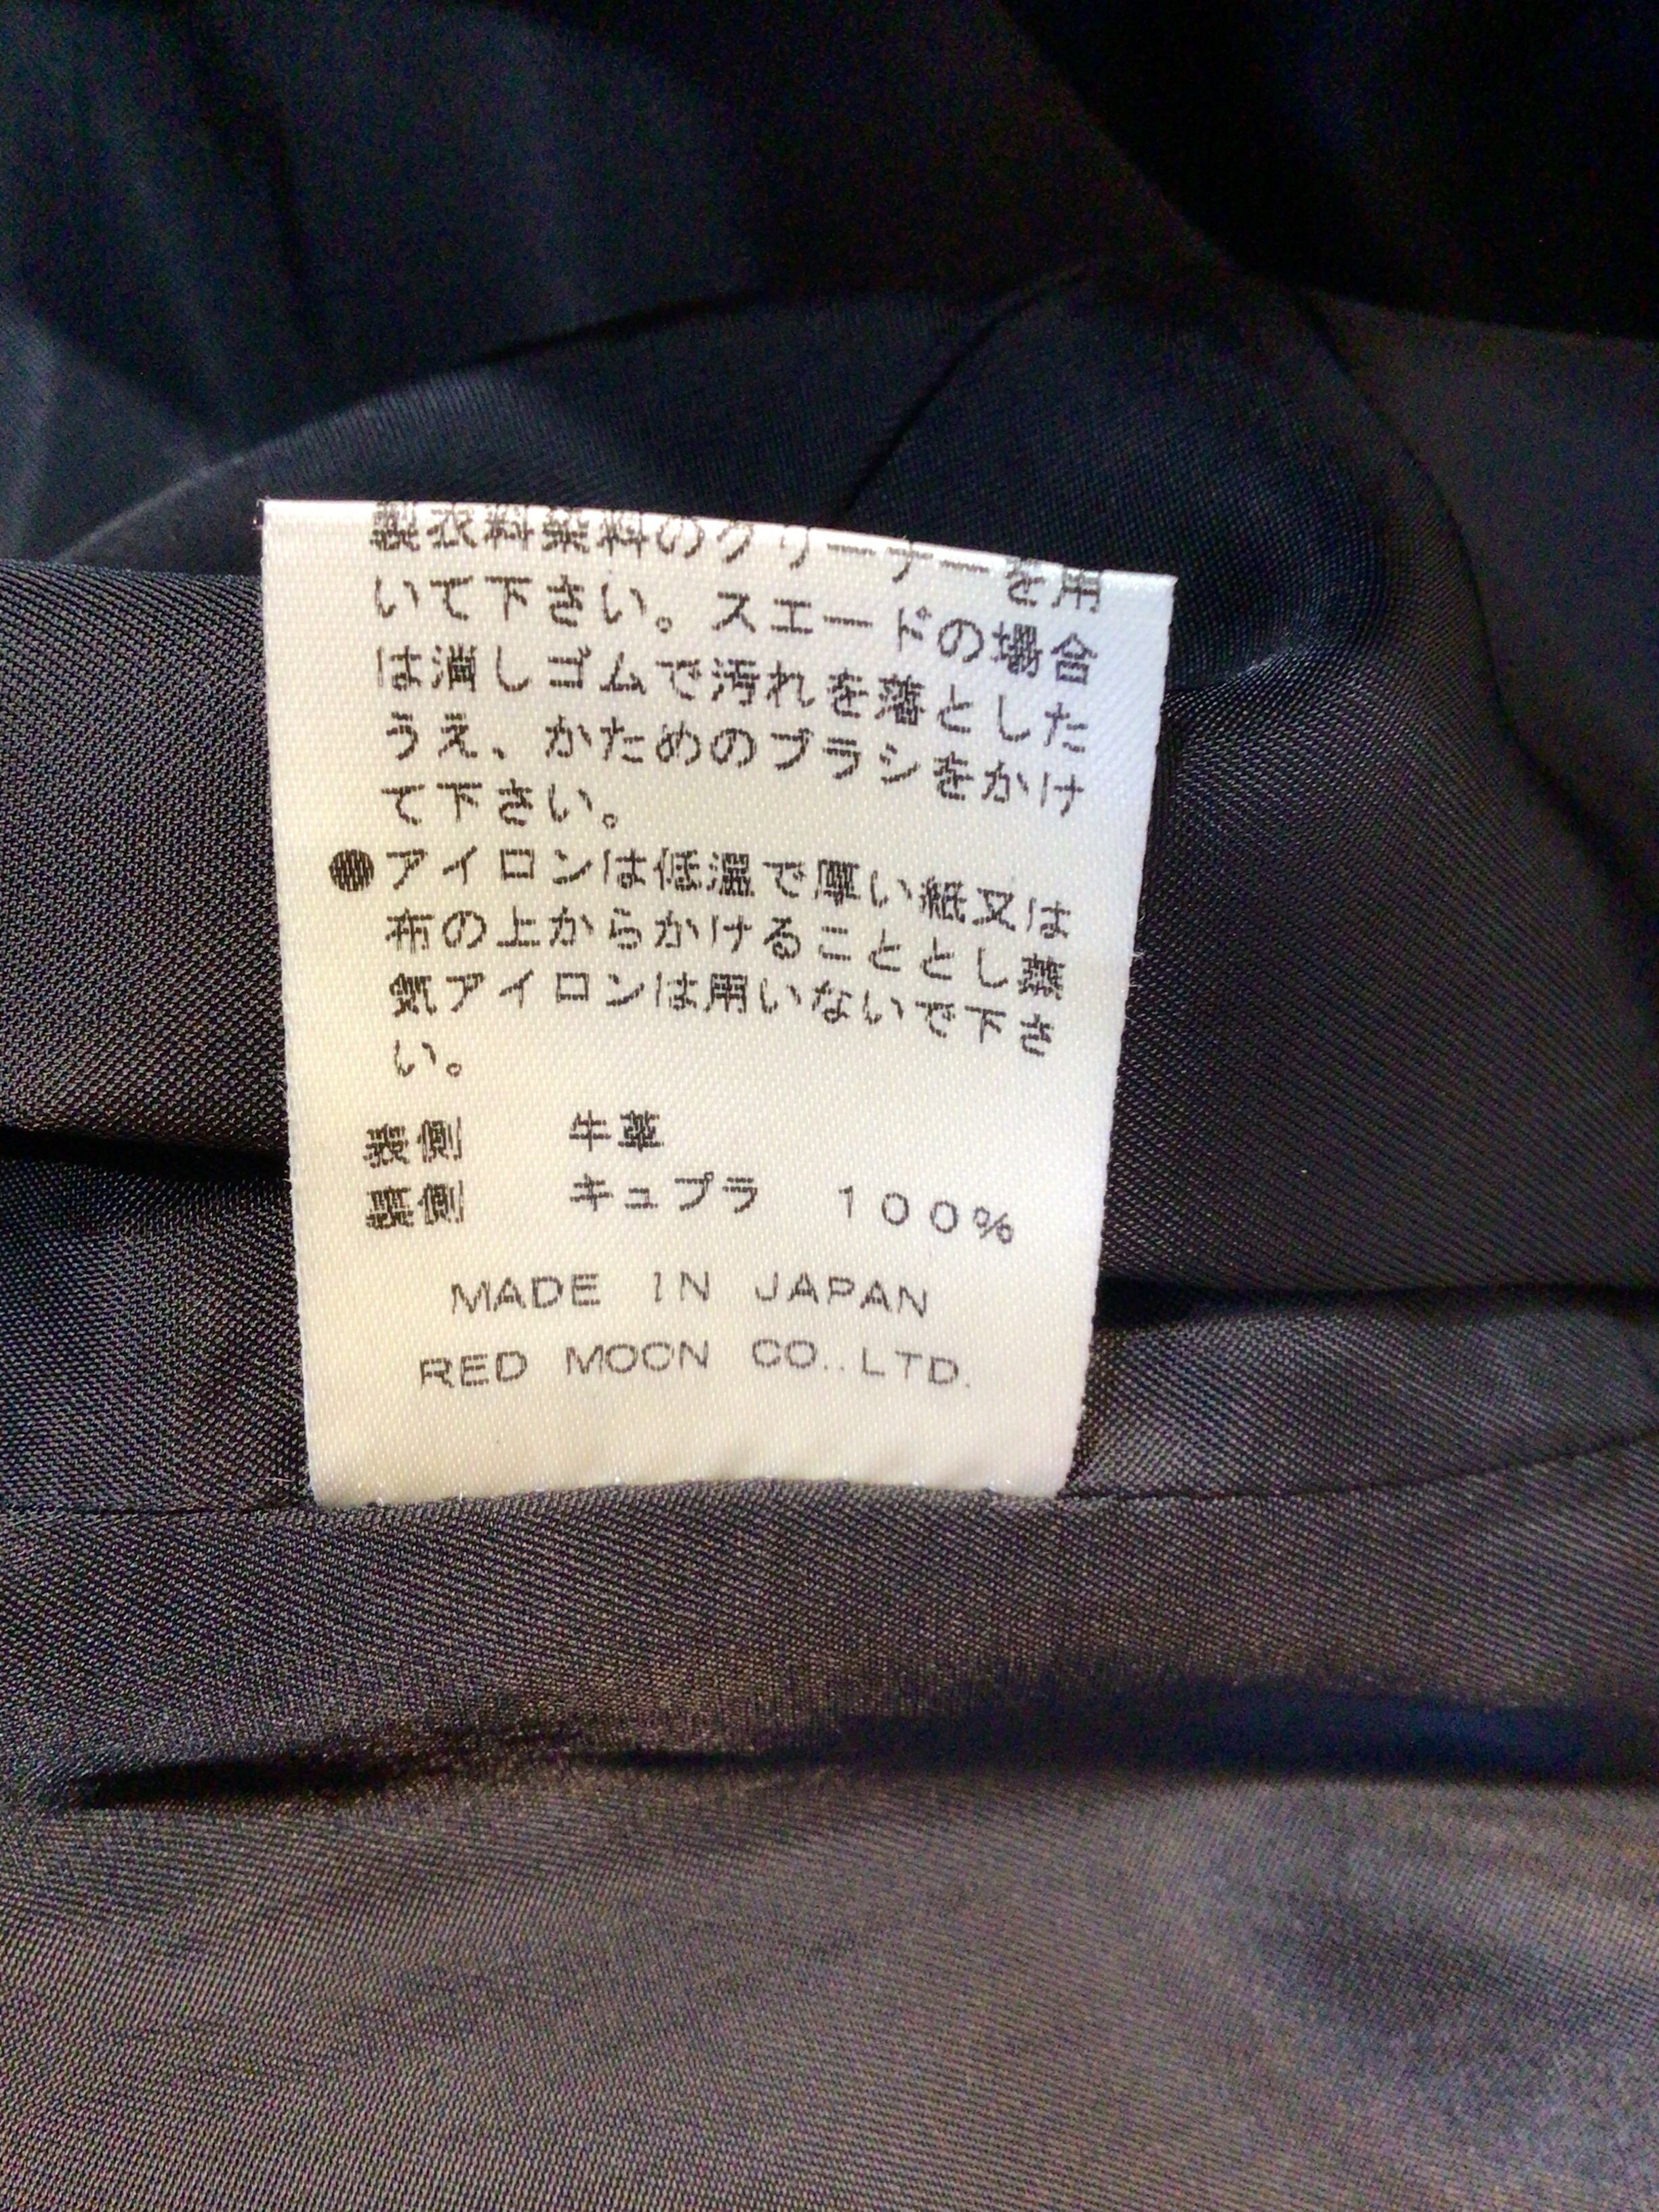 製衣料染料のクリーナーを用
いて下さい。スエードの場合
は消しゴムで汚れを落とした
うえ、かためのブラシをかけ
て下さい。
●アイロンは低温で厚い紙又は
布の上からかけることとし蒸
気アイロンは用いないで下さ
い。
表側 牛革
裏側 キュプラ 100%
MADE IN JAPAN
RED MOON CO.,LTD.